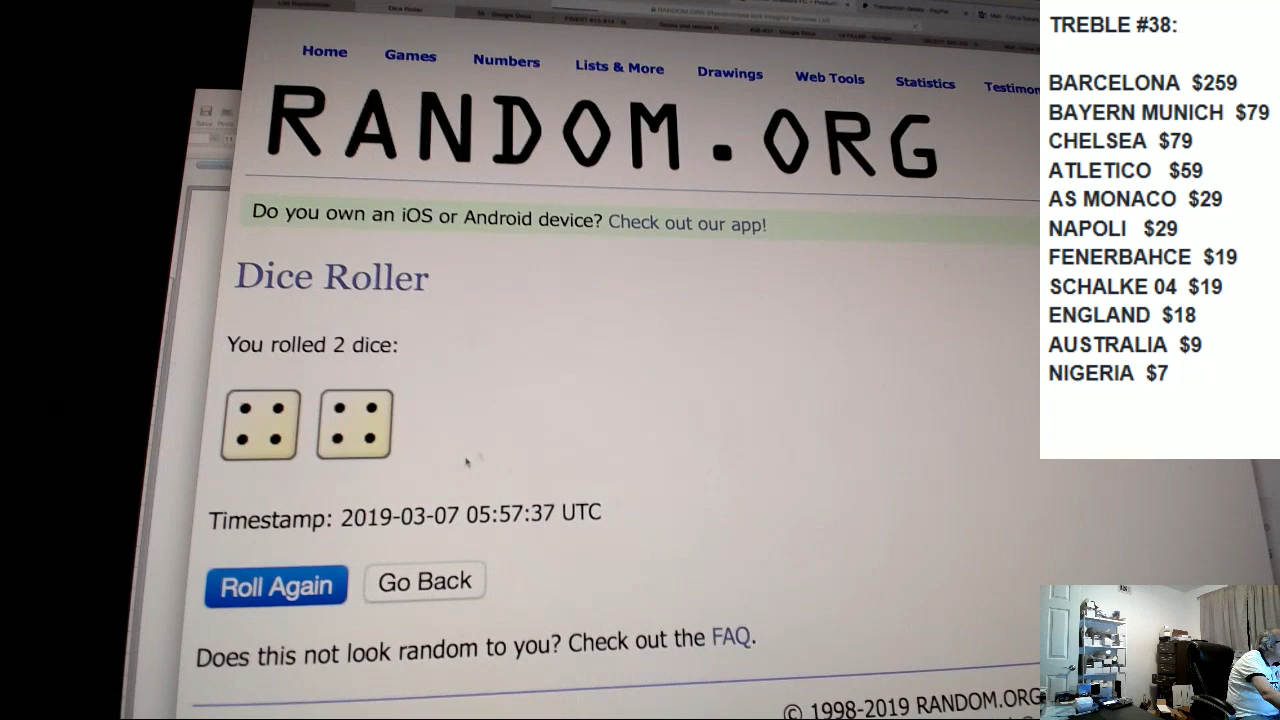 Dice Roller
Home Games Numbers Lists & More Drawings Web Tools Statistics Testimon
RANDOM.ORG
Do you own an iOS or Android device? Check out our app!
Dice Roller
You rolled 2 dice:
Timestamp: 2019-03-07 05:57:37 UTC
Roll Again Go Back
Does this not look random to you? Check out the FAQ.
© 1998-2019 RANDOM.ORG
TREBLE #38:
BARCELONA $259
BAYERN MUNICH $79
CHELSEA $79
ATLETICO $59
AS MONACO $29
NAPOLI $29
FENERBAHCE $19
SCHALKE 04 $19
ENGLAND $18
AUSTRALIA $9
NIGERIA $7